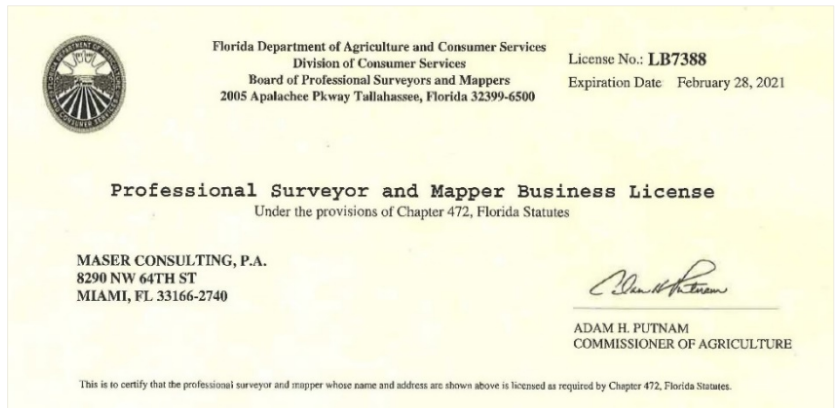 Florida Department of Agriculture and Consumer Services
Division of Consumer Services
Board of Professional Surveyors and Mappers
2005 Apalachee Pkway Tallahassee, Florida 32399-6500
License No.: LB7388
Expiration Date February 28, 2021
Professional Surveyor and Mapper Business License
Under the provisions of Chapter 472, Florida Statutes
MASER CONSULTING, P.A.
8290 NW 64TH ST
MIAMI, FL 33166-2740
ADAM H. PUTNAM
COMMISSIONER OF AGRICULTURE
This is to certify that the professional surveyor and mapper whose name and address are shown above is licensed as required by Chapter 472, Florida Statutes.